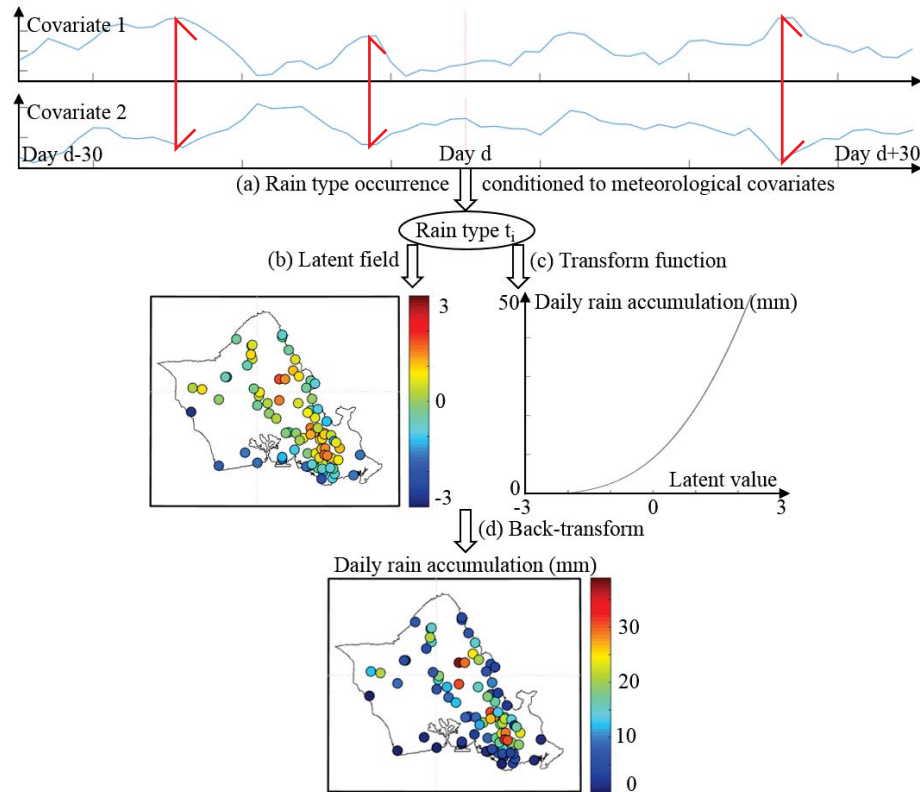 Covariate 1
Covariate 2
Day d-30
Day d
Day d+30
(a) Rain type occurrence conditioned to meteorological covariates
Rain type tᵢ
(b) Latent field
(c) Transform function
3
0
-3
50
Daily rain accumulation (mm)
0
Latent value
-3
0
3
(d) Back-transform
Daily rain accumulation (mm)
30
20
10
0